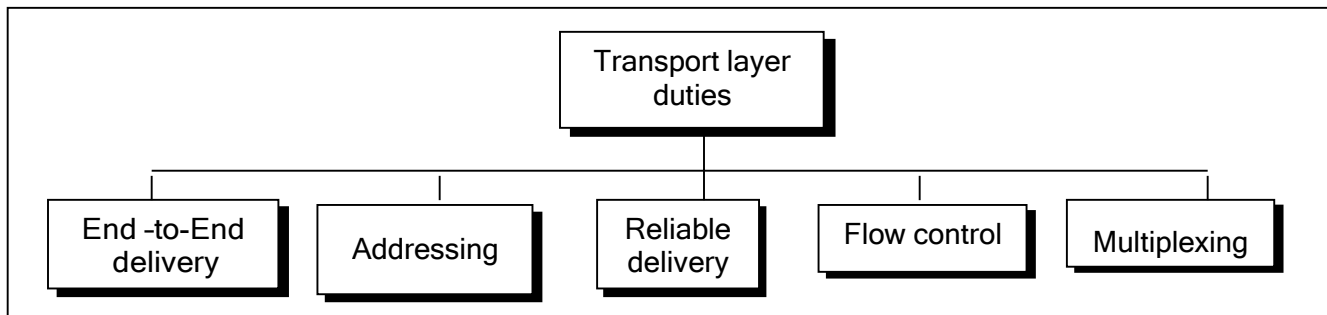 Transport layer
duties
End –to-End
delivery
Addressing
Reliable
delivery
Flow control
Multiplexing